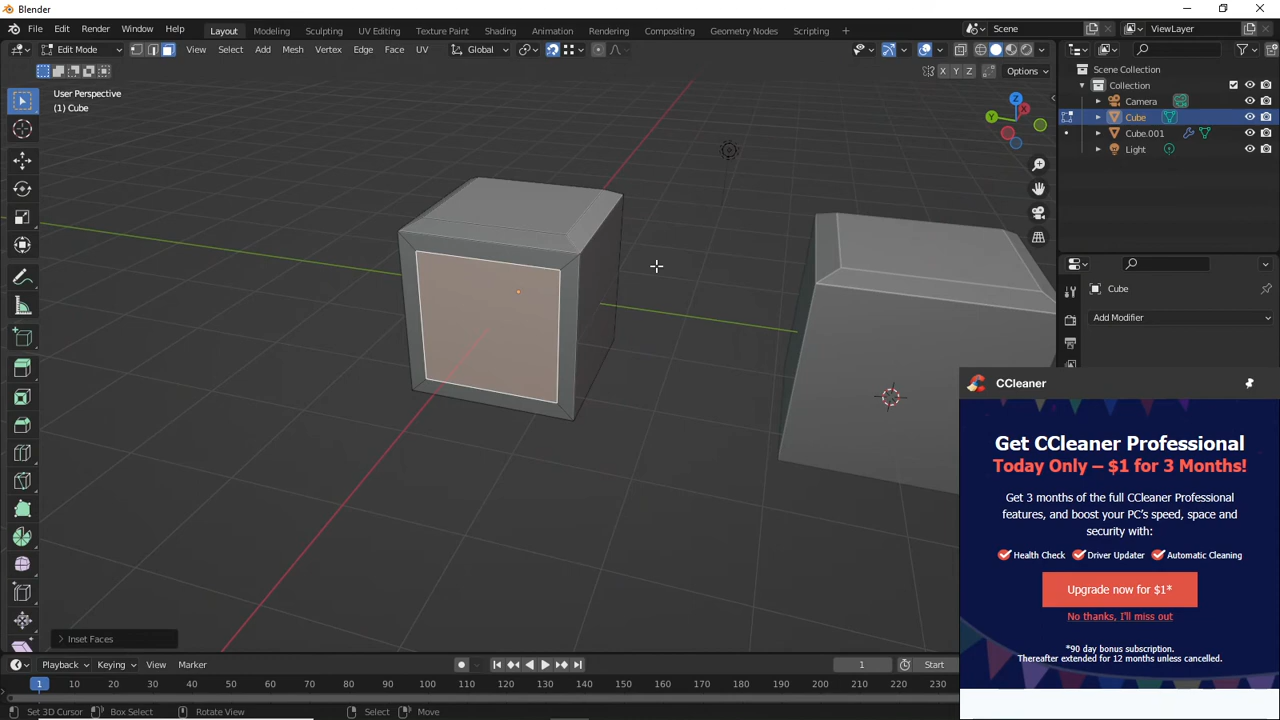 Blender
File Edit Render Window Help
Layout Modeling Sculpting UV Editing Texture Paint Shading Animation Rendering Compositing Geometry Nodes Scripting
Scene
ViewLayer
Edit Mode View Select Add Mesh Vertex Edge Face UV Global
X Y Z Options
User Perspective
(1) Cube
Z
X
Y
Scene Collection
Collection
Camera
Cube
Cube.001
Light
Cube
Add Modifier
CCleaner
Get CCleaner Professional
Today Only – $1 for 3 Months!
Get 3 months of the full CCleaner Professional
features, and boost your PC's speed, space and
security with:
Health Check Driver Updater Automatic Cleaning
Upgrade now for $1*
No thanks, I'll miss out
*90 day bonus subscription.
Thereafter extended for 12 months unless cancelled.
Inset Faces
Playback Keying View Marker 1 Start
1 10 20 30 40 50 60 70 80 90 100 110 120 130 140 150 160 170 180 190 200 210 220 230
Set 3D Cursor Box Select Rotate View Select Move